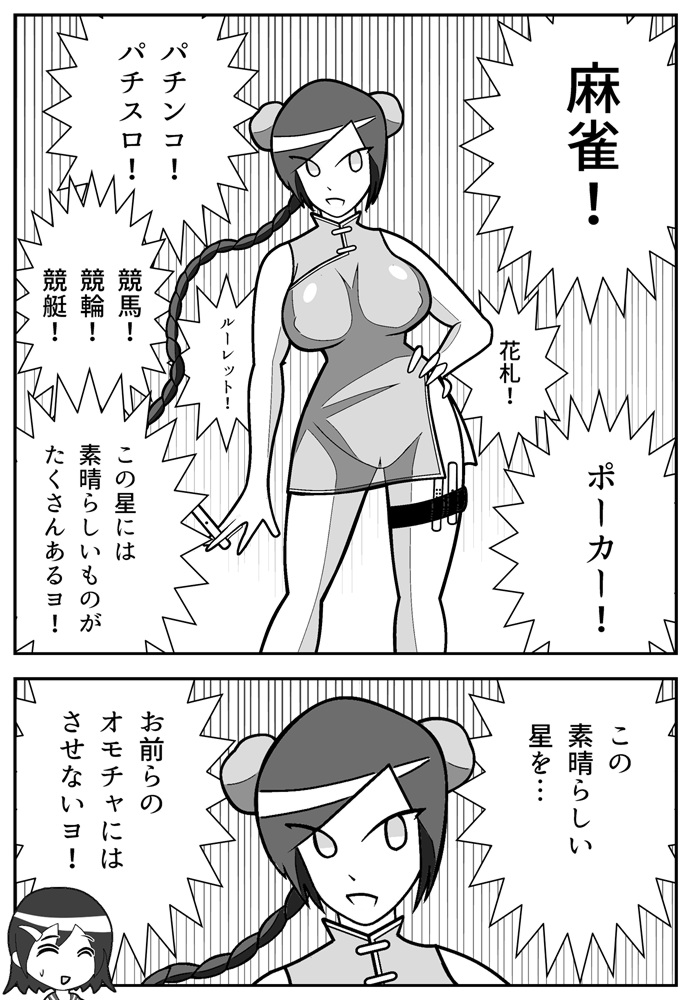 麻雀！
ポーカー！
花札！
パチンコ！
パチスロ！
ルーレット！
競馬！
競輪！
競艇！
この星には
素晴らしいものが
たくさんあるヨ！
この
素晴らしい
星を…
お前らの
オモチャには
させないヨ！